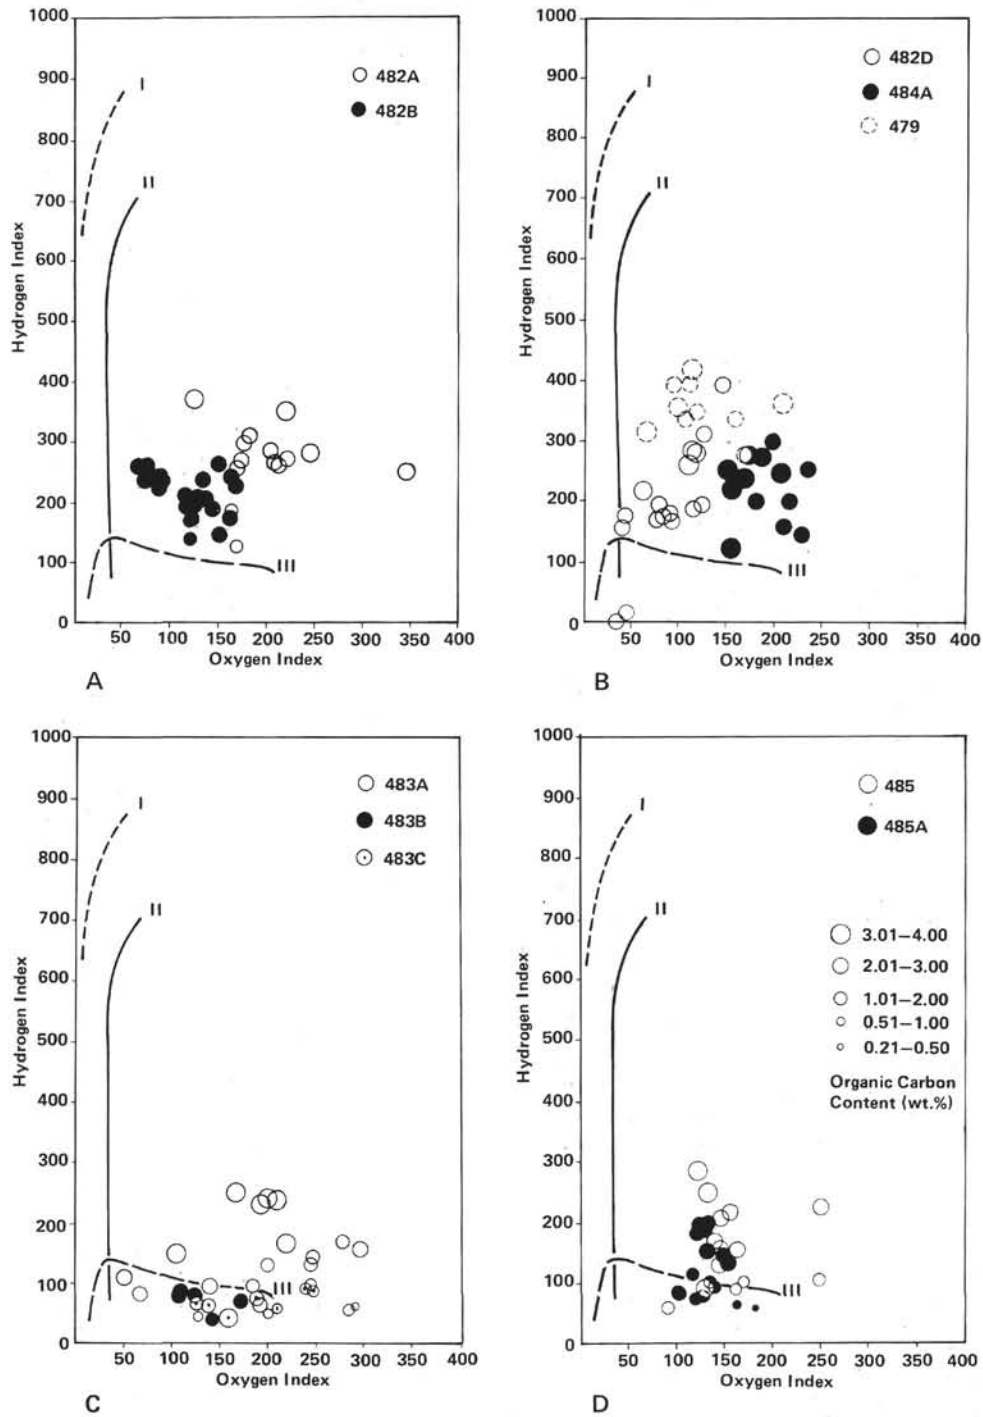 1000
900
800
700
600
500
400
300
200
100
0
Hydrogen Index
I
II
III
482A
482B
50 100 150 200 250 300 350 400
Oxygen Index
A
1000
900
800
700
600
500
400
300
200
100
0
Hydrogen Index
I
II
III
482D
484A
479
50 100 150 200 250 300 350 400
Oxygen Index
B
1000
900
800
700
600
500
400
300
200
100
0
Hydrogen Index
I
II
III
483A
483B
483C
50 100 150 200 250 300 350 400
Oxygen Index
C
1000
900
800
700
600
500
400
300
200
100
0
Hydrogen Index
I
II
III
485
485A
3.01–4.00
2.01–3.00
1.01–2.00
0.51–1.00
0.21–0.50
Organic Carbon
Content (wt.%)
50 100 150 200 250 300 350 400
Oxygen Index
D